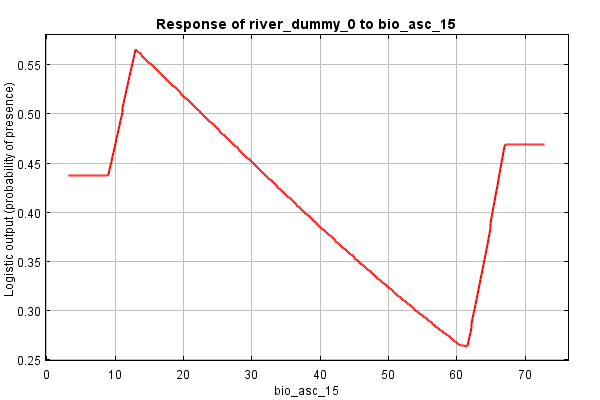 Response of river_dummy_0 to bio_asc_15
Logistic output (probability of presence)
0.55
0.50
0.45
0.40
0.35
0.30
0.25
0 10 20 30 40 50 60 70
bio_asc_15